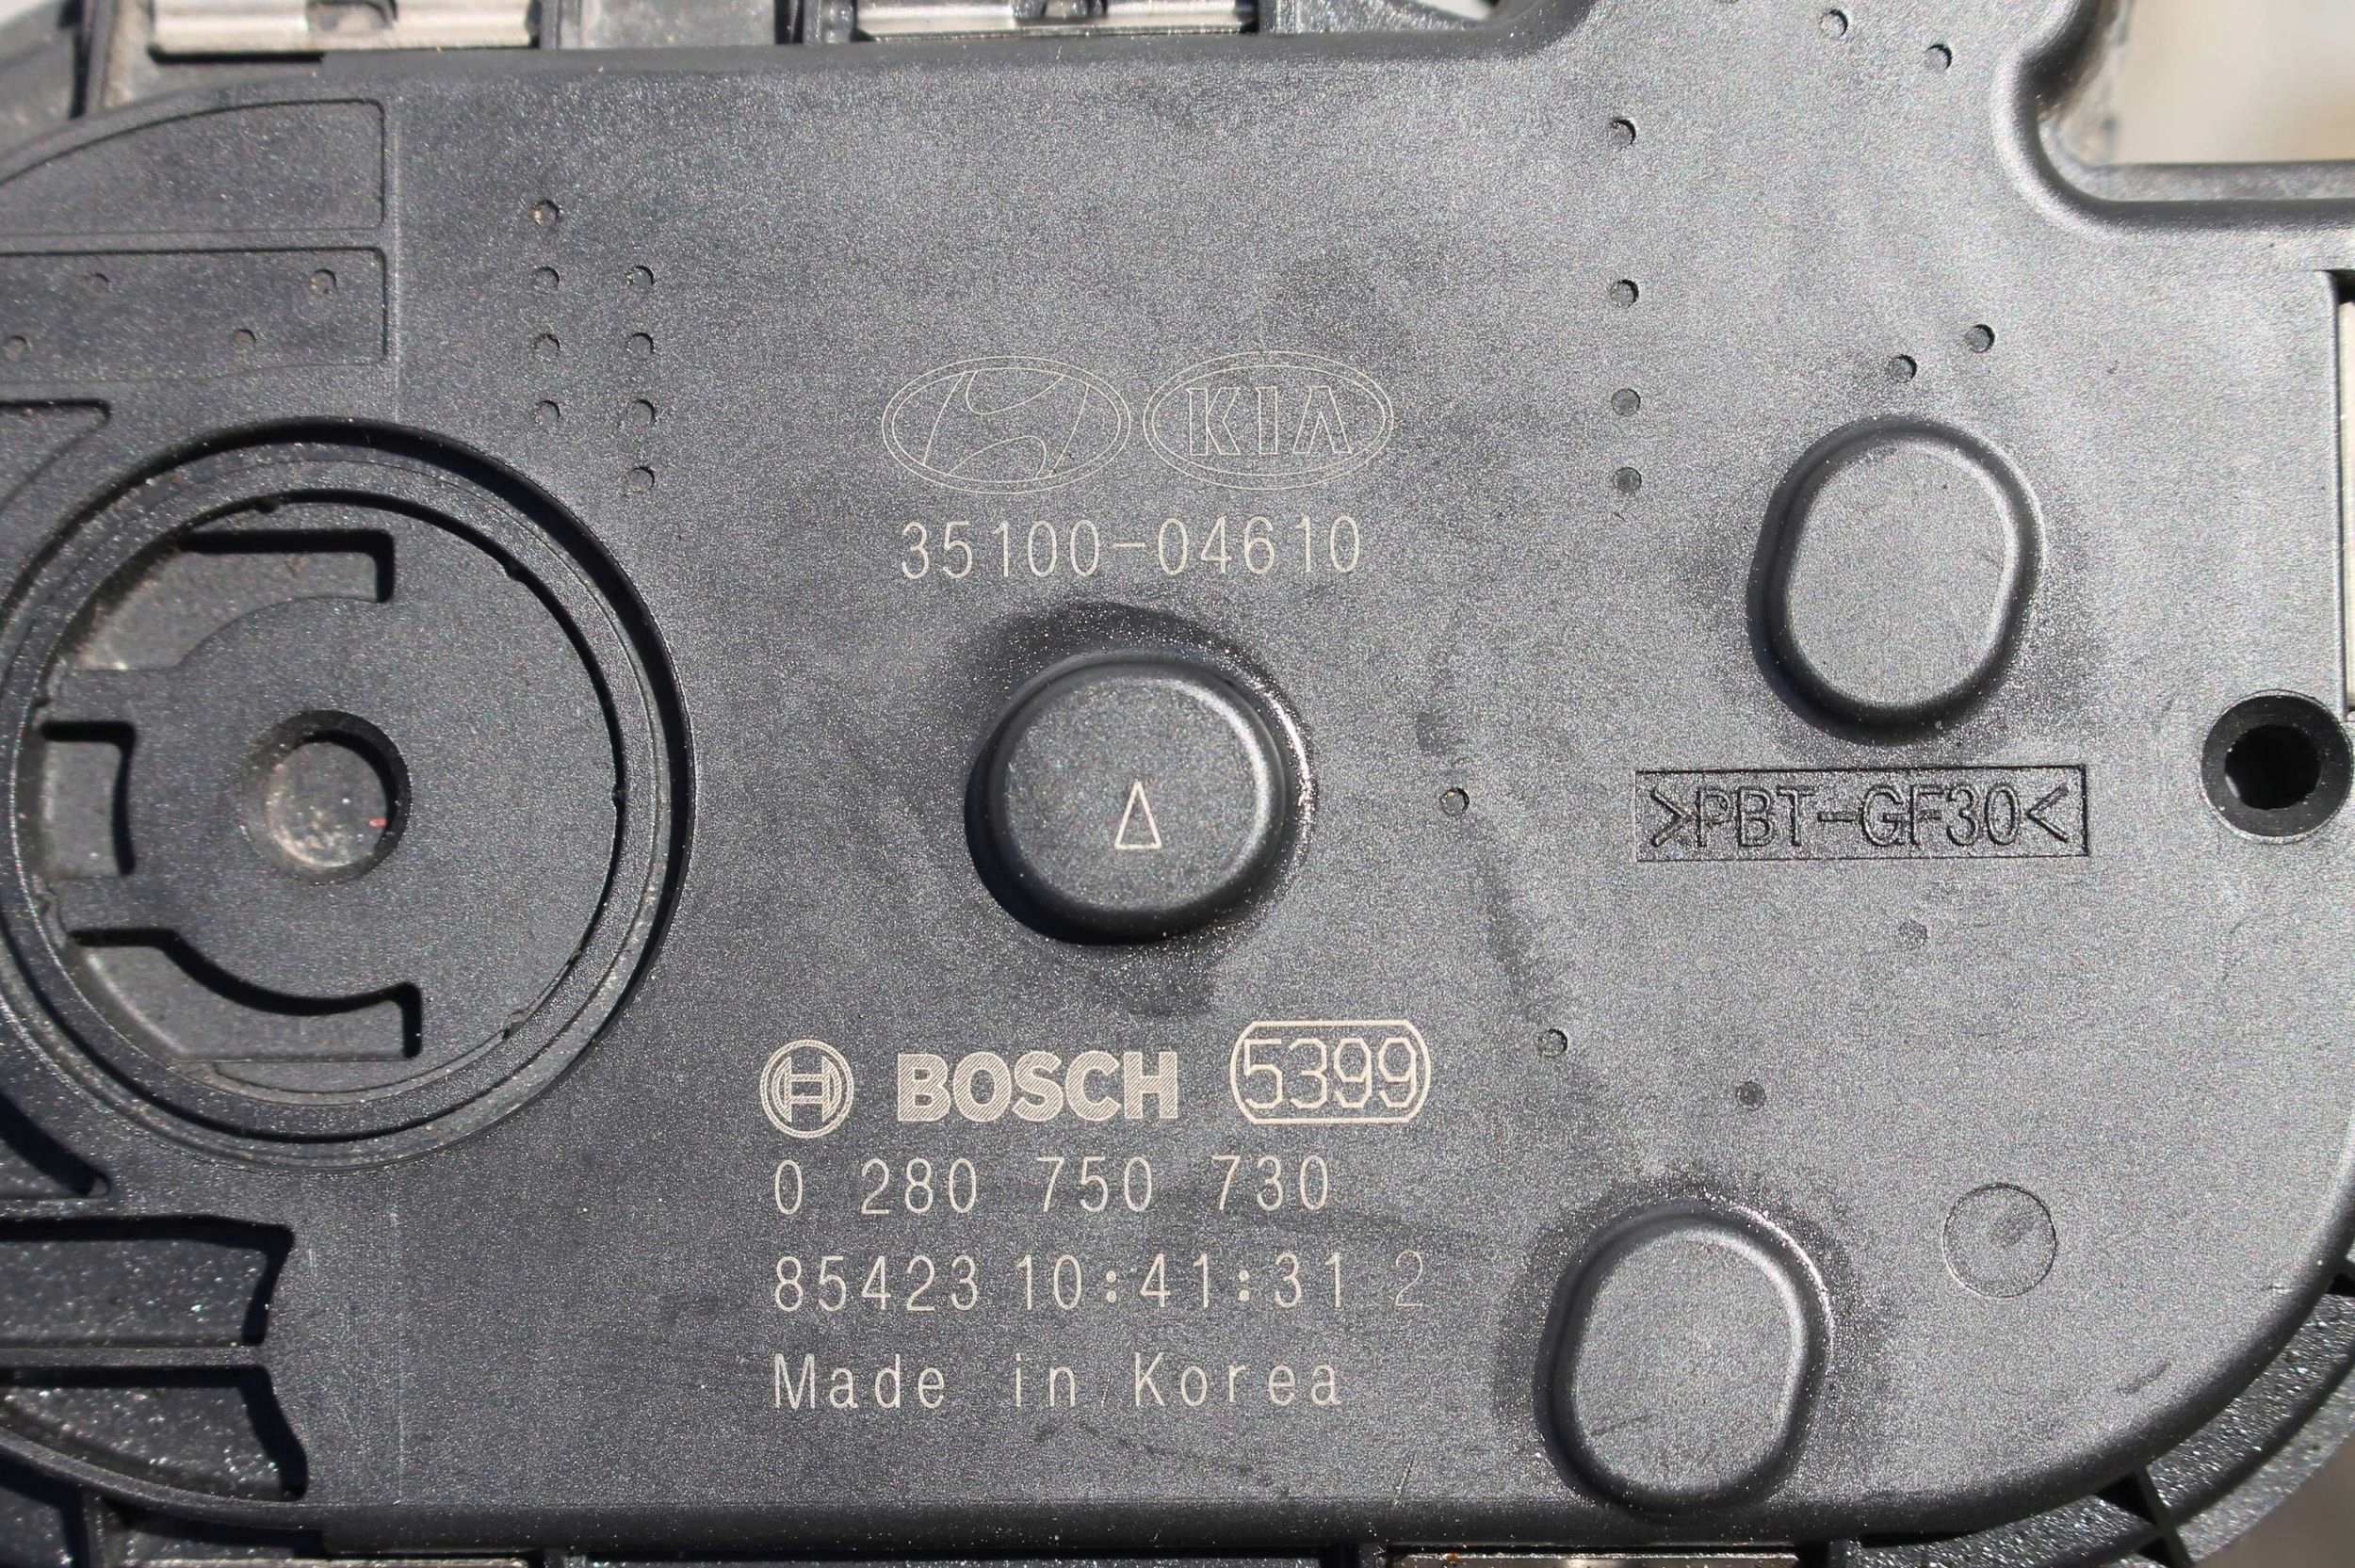 KIA
35100-04610
>PBT-GF30<
BOSCH 5399
0 280 750 730
85423 10:41:31 2
Made in Korea